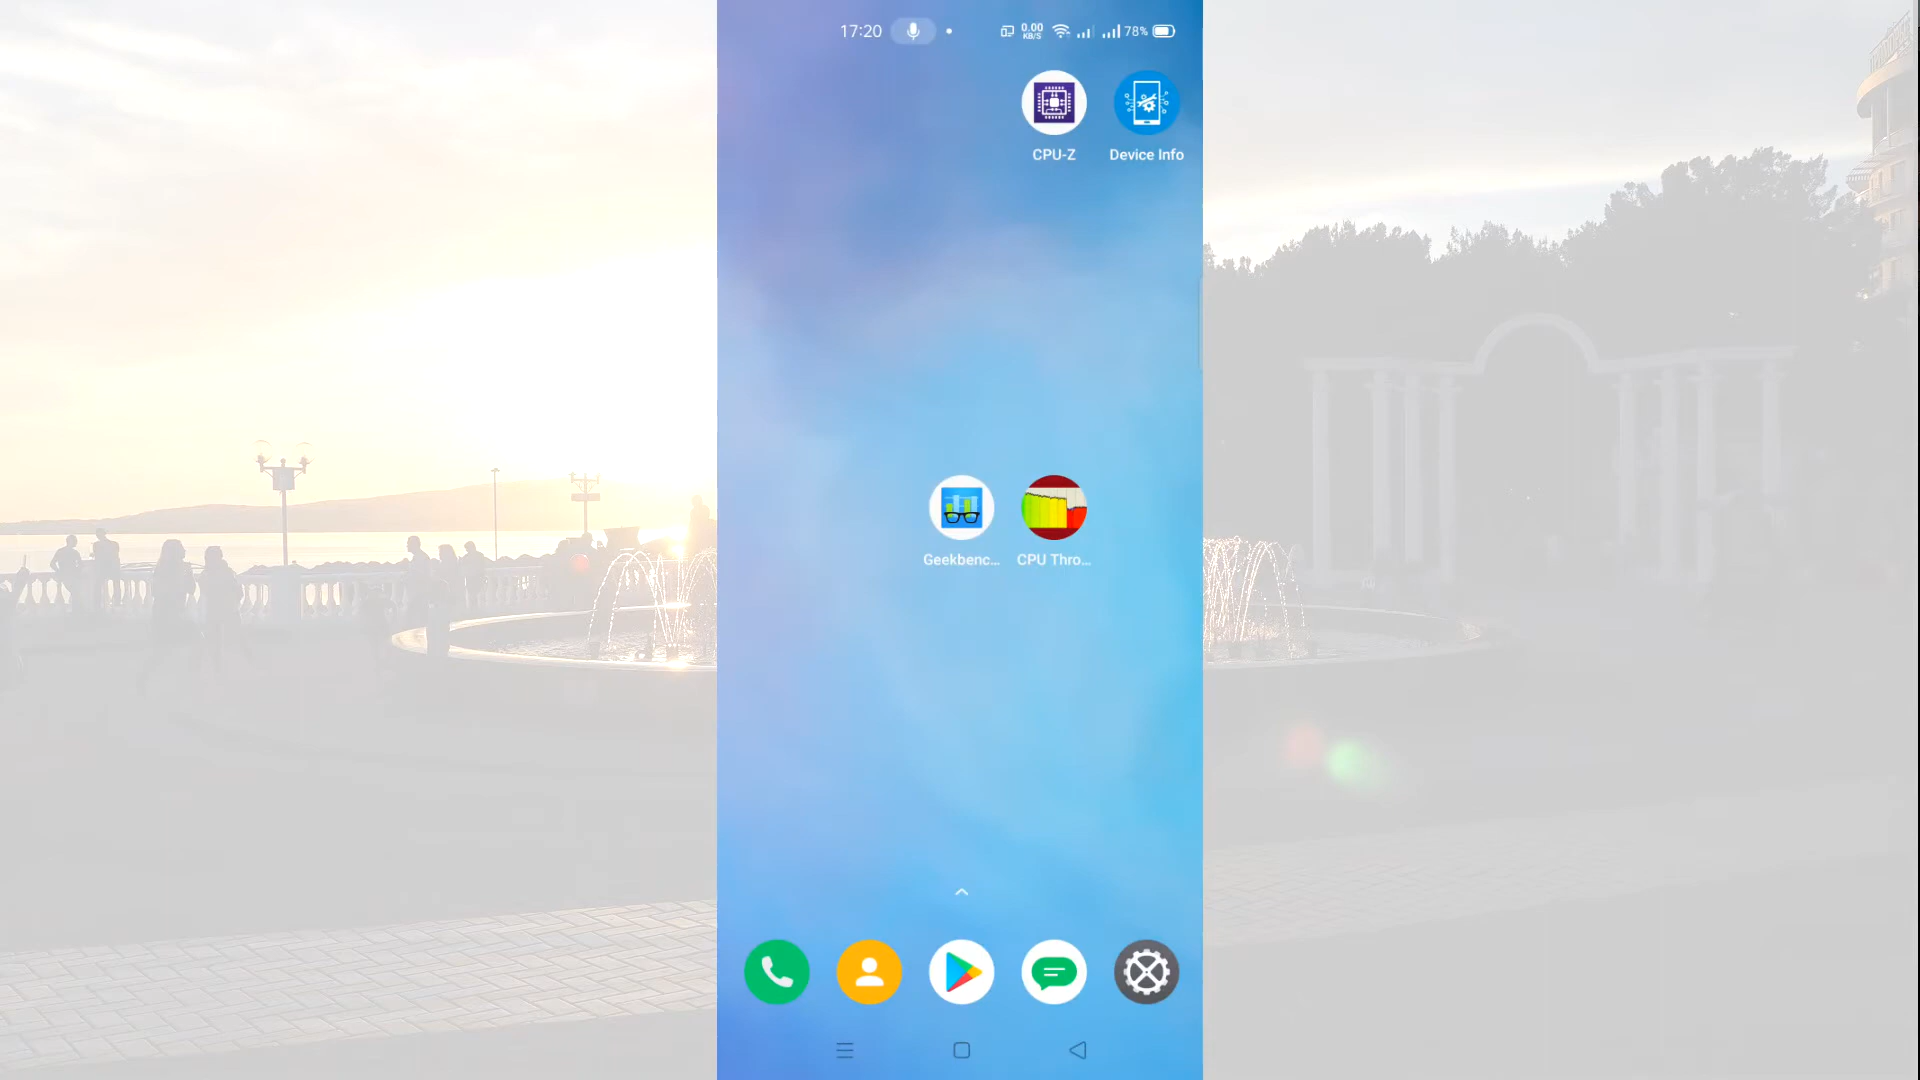 17:20 0.00 KB/S 78%
CPU-Z Device Info
Geekbenc... CPU Thro...